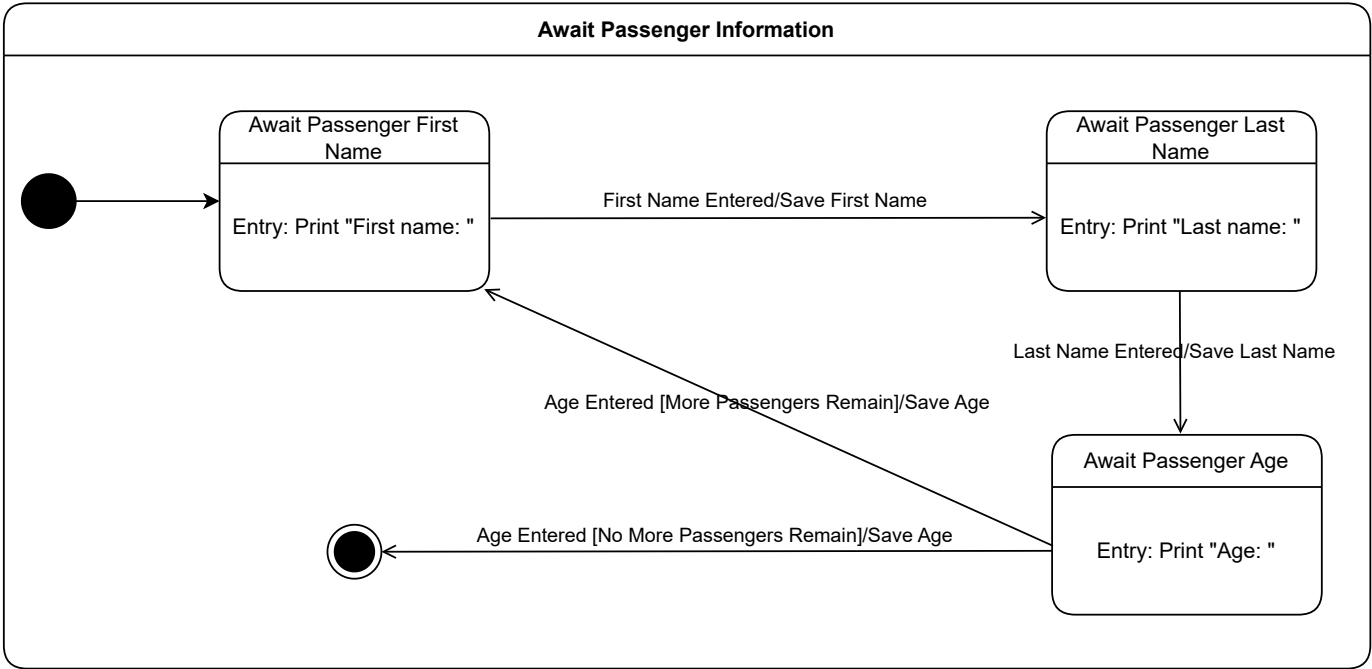 Await Passenger Information
Await Passenger First
Name
Entry: Print "First name: "
First Name Entered/Save First Name
Await Passenger Last
Name
Entry: Print "Last name: "
Last Name Entered/Save Last Name
Age Entered [More Passengers Remain]/Save Age
Await Passenger Age
Entry: Print "Age: "
Age Entered [No More Passengers Remain]/Save Age